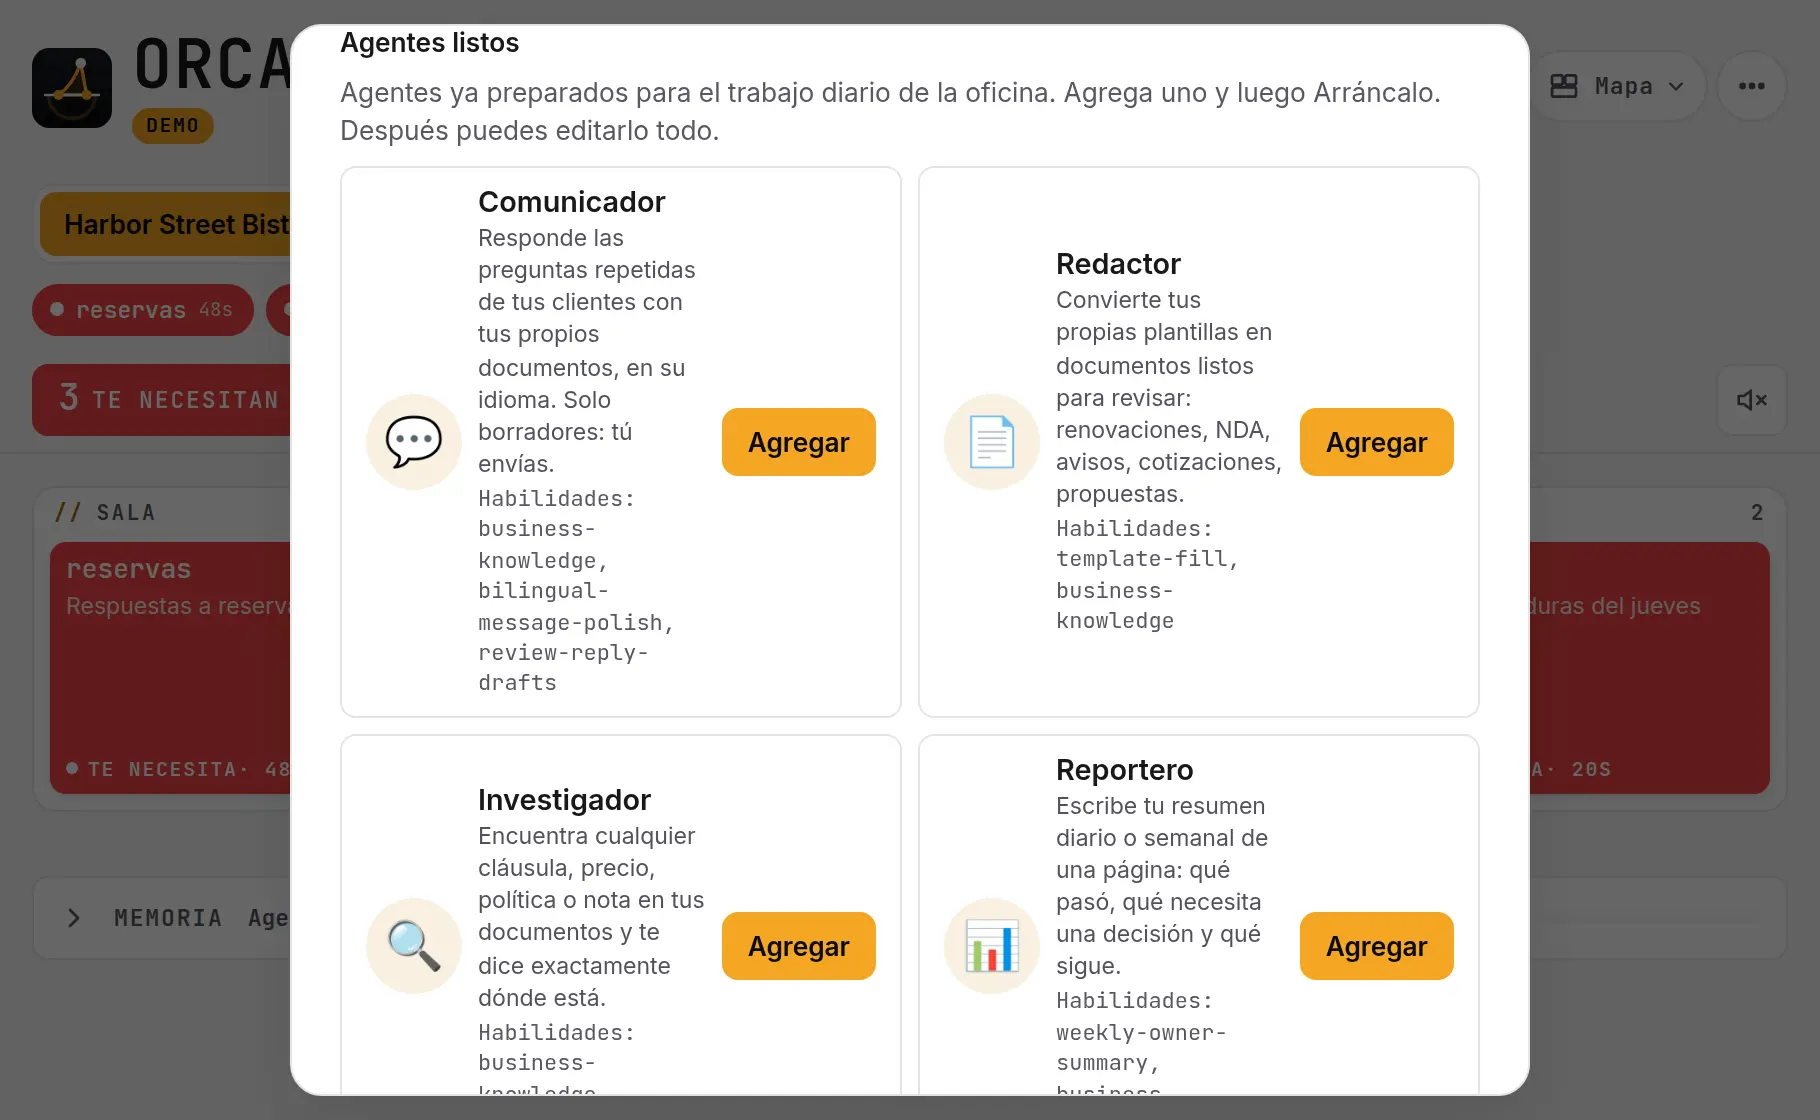 ORCA
DEMO
Mapa
Harbor Street Bist
reservas 48s
3 TE NECESITAN
// SALA
2
reservas
Respuestas a reserva
duras del jueves
TE NECESITA· 48
A· 20S
MEMORIA Age
Agentes listos
Agentes ya preparados para el trabajo diario de la oficina. Agrega uno y luego Arráncalo.
Después puedes editarlo todo.
Comunicador
Responde las
preguntas repetidas
de tus clientes con
tus propios
documentos, en su
idioma. Solo
borradores: tú
envías.
Habilidades:
business-
knowledge,
bilingual-
message-polish,
review-reply-
drafts
Agregar
Redactor
Convierte tus
propias plantillas en
documentos listos
para revisar:
renovaciones, NDA,
avisos, cotizaciones,
propuestas.
Habilidades:
template-fill,
business-
knowledge
Agregar
Investigador
Encuentra cualquier
cláusula, precio,
política o nota en tus
documentos y te
dice exactamente
dónde está.
Habilidades:
business-
knowledge
Agregar
Reportero
Escribe tu resumen
diario o semanal de
una página: qué
pasó, qué necesita
una decisión y qué
sigue.
Habilidades:
weekly-owner-
summary,
business-
Agregar